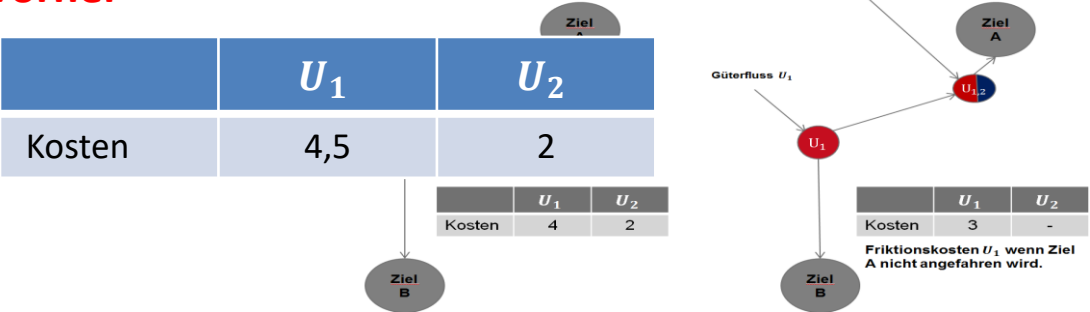 Ziel
U₁ U₂
Kosten 4,5 2
U₁ U₂
Kosten 4 2
Ziel
B
Ziel
A
Güterfluss U₁
U₁,₂
U₁
U₁ U₂
Kosten 3 -
Friktionskosten U₁ wenn Ziel
A nicht angefahren wird.
Ziel
B